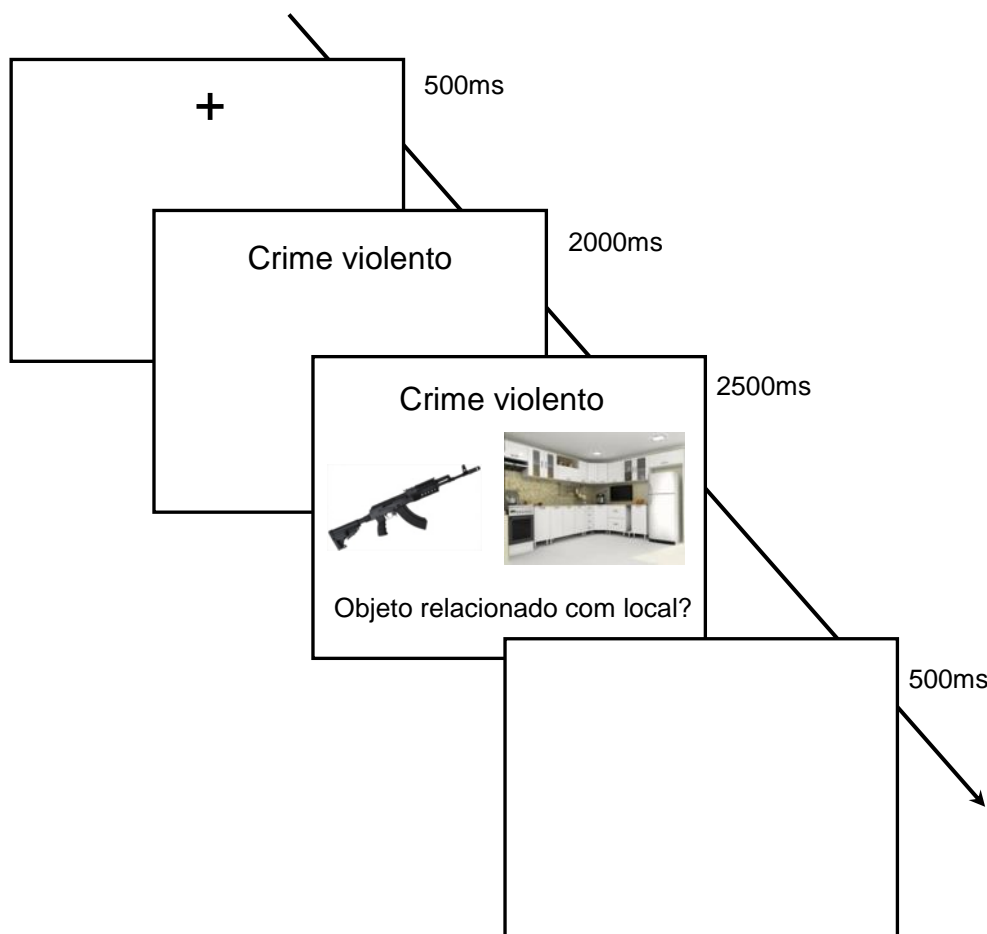 500ms
+
2000ms
Crime violento
2500ms
Crime violento
Objeto relacionado com local?
500ms